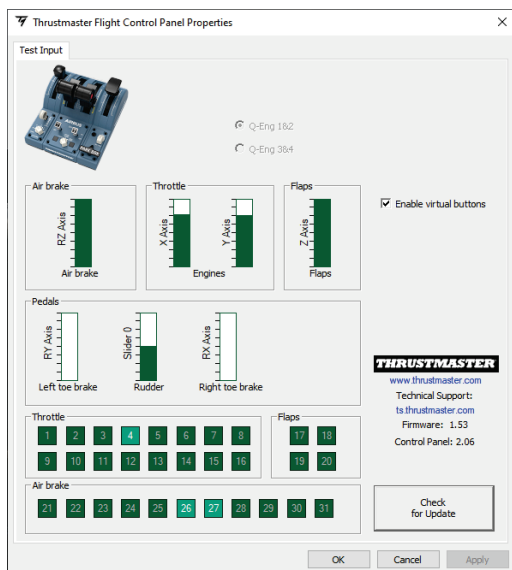 Thrustmaster Flight Control Panel Properties
Test Input
AIRBUS
Q-Eng 1&2
Q-Eng 3&4
Air brake
Throttle
Flaps
RZ Axis
X Axis
Y Axis
Z Axis
Enable virtual buttons
Air brake
Engines
Flaps
Pedals
RY Axis
Slider 0
RX Axis
Left toe brake
Rudder
Right toe brake
THRUSTMASTER
www.thrustmaster.com
Technical Support:
ts.thrustmaster.com
Firmware: 1.53
Control Panel: 2.06
Throttle
Flaps
1 2 3 4 5 6 7 8 17 18
9 10 11 12 13 14 15 16 19 20
Air brake
21 22 23 24 25 26 27 28 29 30 31
Check
for Update
OK Cancel Apply